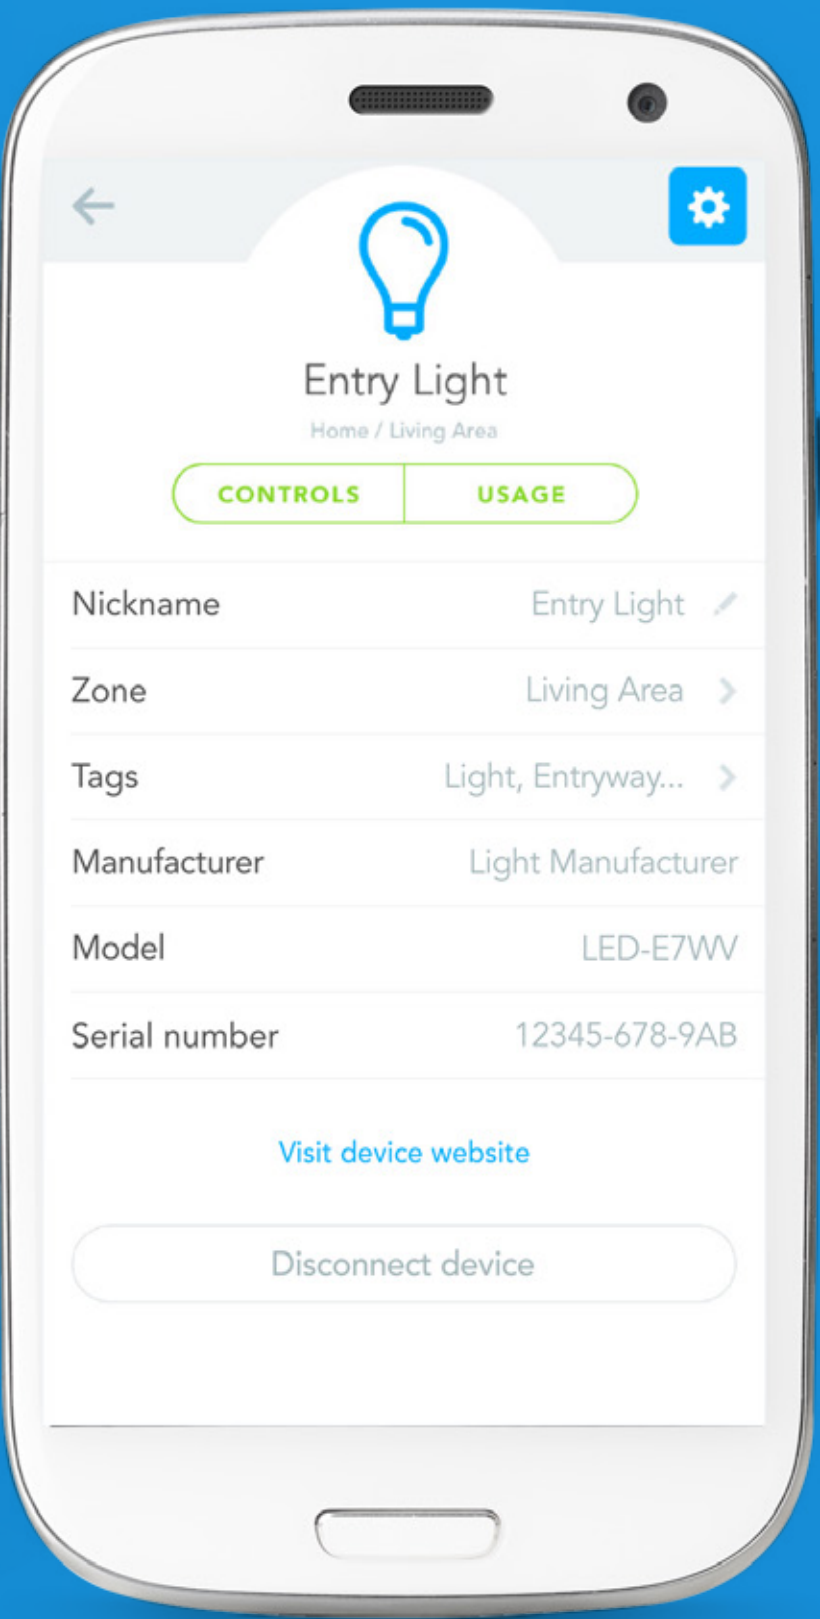 Entry Light
Home / Living Area
CONTROLS USAGE
Nickname Entry Light
Zone Living Area
Tags Light, Entryway...
Manufacturer Light Manufacturer
Model LED-E7WV
Serial number 12345-678-9AB
Visit device website
Disconnect device